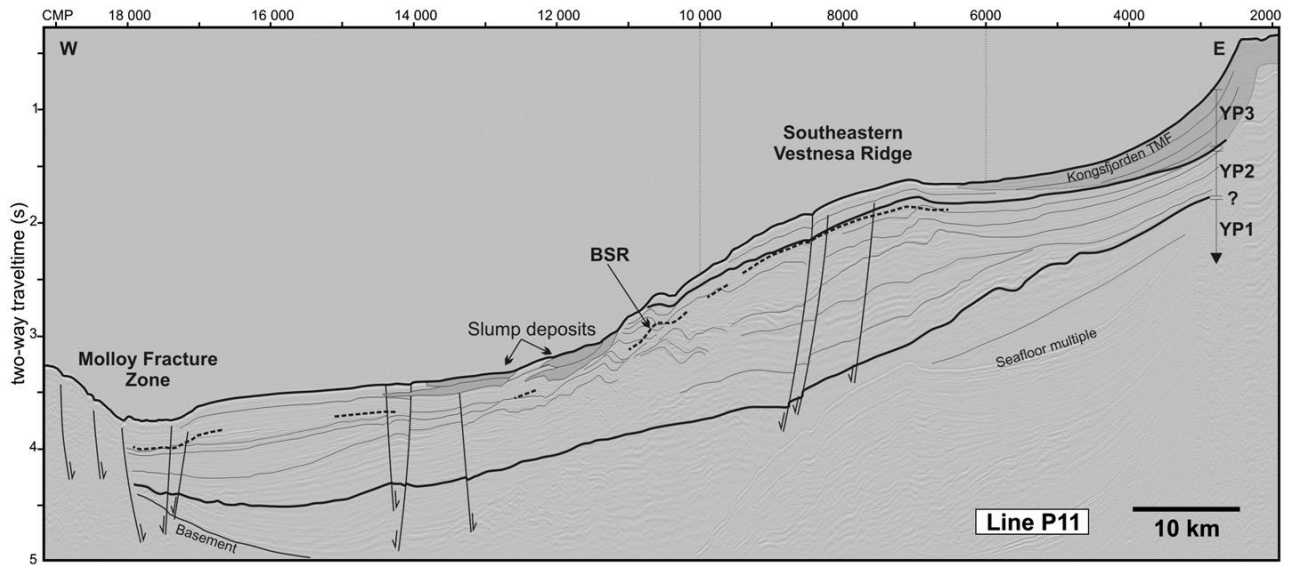 CMP 18 000 16 000 14 000 12 000 10 000 8000 6000 4000 2000
W
E
1
2
3
4
5
two-way traveltime (s)
YP3
YP2
?
YP1
Kongsfjorden TMF
Southeastern
Vestnesa Ridge
BSR
Slump deposits
Molloy Fracture
Zone
Seafloor multiple
Basement
Line P11
10 km